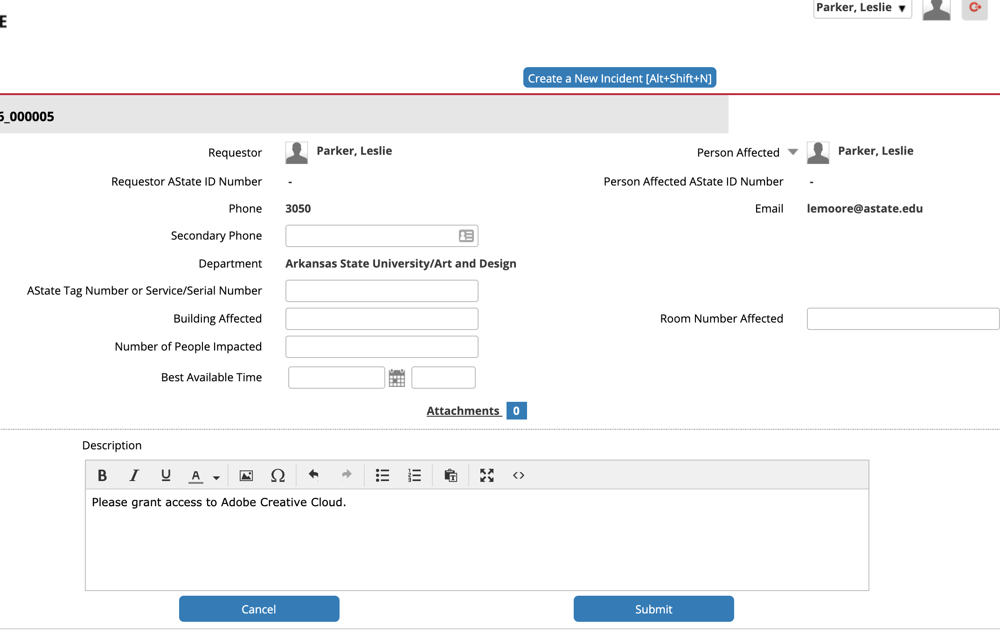 Parker, Leslie ▼
E
Create a New Incident [Alt+Shift+N]
6_000005
Requestor Parker, Leslie Person Affected Parker, Leslie
Requestor AState ID Number - Person Affected AState ID Number -
Phone 3050 Email lemoore@astate.edu
Secondary Phone
Department Arkansas State University/Art and Design
AState Tag Number or Service/Serial Number
Building Affected Room Number Affected
Number of People Impacted
Best Available Time
Attachments 0
Description
B I U A Ω <>
Please grant access to Adobe Creative Cloud.
Cancel Submit